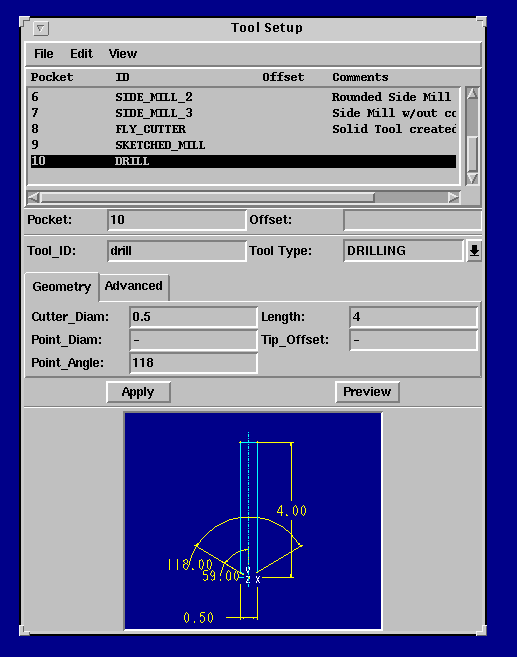 Tool Setup
File Edit View
Pocket ID Offset Comments
6 SIDE_MILL_2 Rounded Side Mill
7 SIDE_MILL_3 Side Mill w/out co
8 FLY_CUTTER Solid Tool created
9 SKETCHED_MILL
10 DRILL
Pocket: 10 Offset:
Tool_ID: drill Tool Type: DRILLING
Geometry Advanced
Cutter_Diam: 0.5 Length: 4
Point_Diam: - Tip_Offset: -
Point_Angle: 118
Apply Preview
4.00
118.00
59.00 Z X
0.50